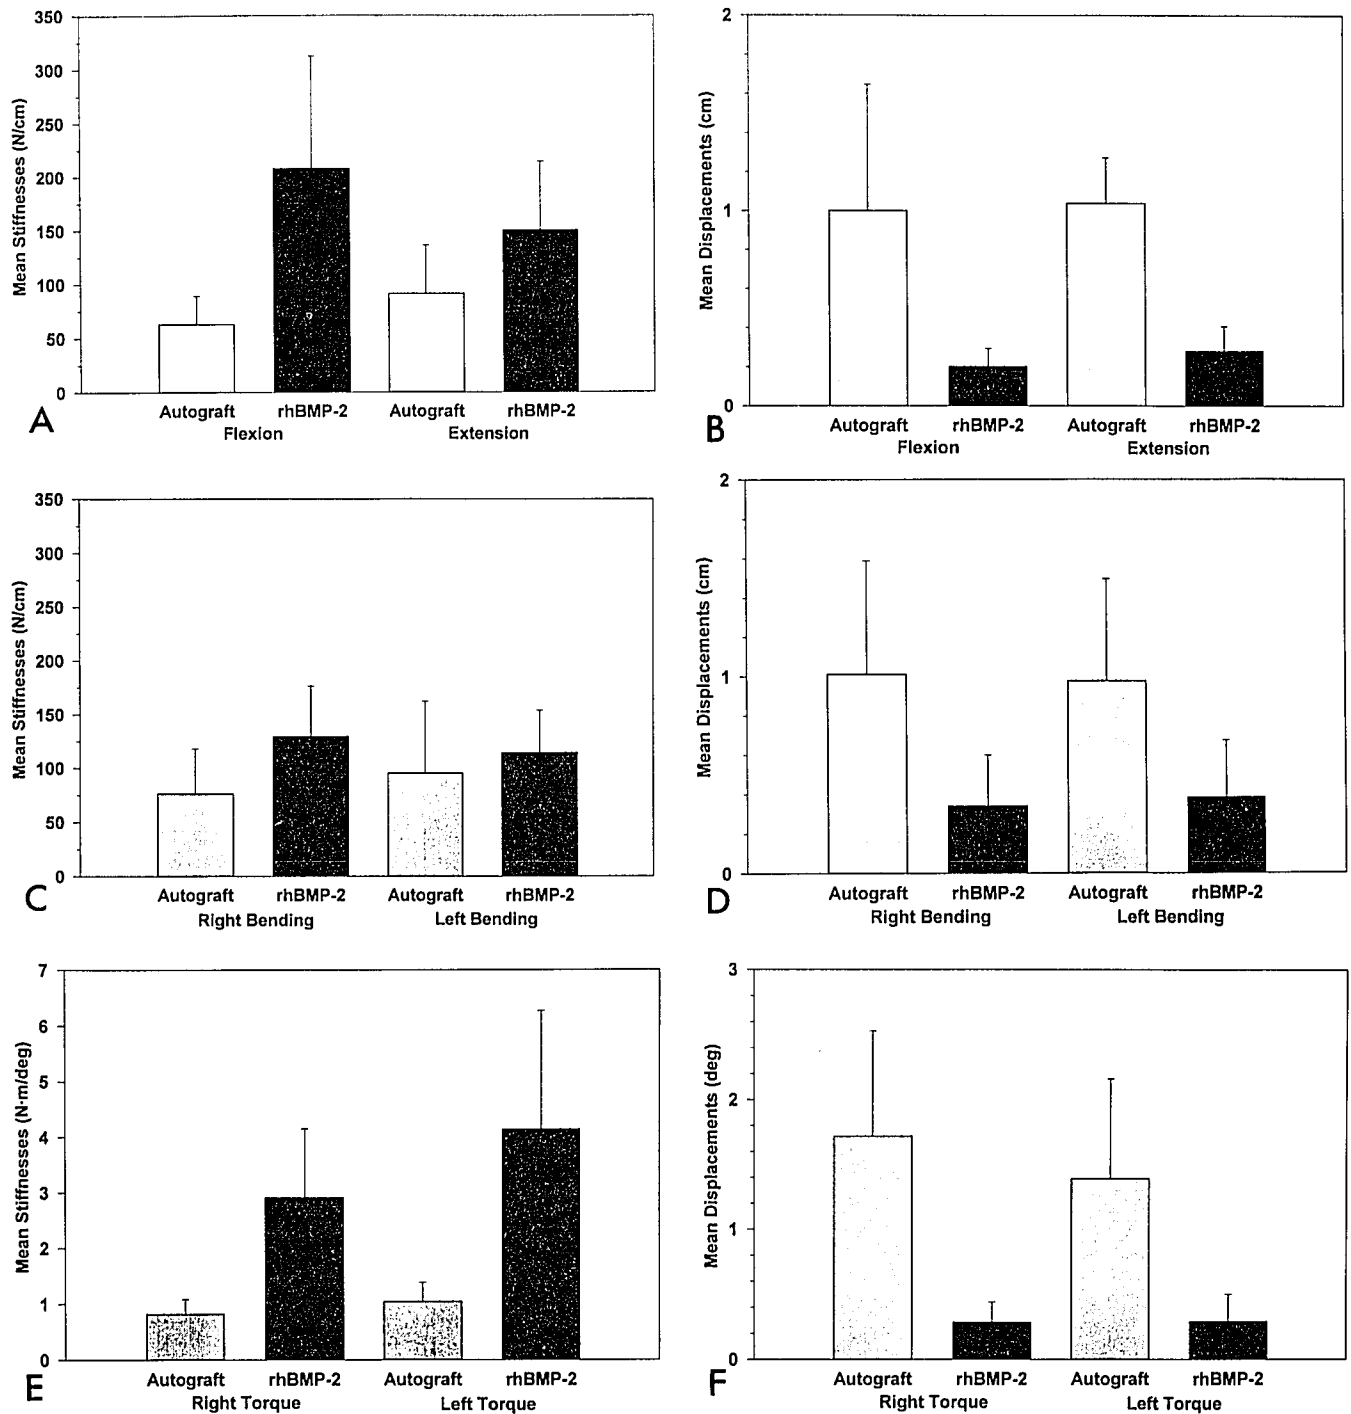 350
300
250
200
150
100
50
0
Mean Stiffnesses (N/cm)
Autograft rhBMP-2 Autograft rhBMP-2
Flexion Extension
A
2
1
0
Mean Displacements (cm)
Autograft rhBMP-2 Autograft rhBMP-2
Flexion Extension
B
350
300
250
200
150
100
50
0
Mean Stiffnesses (N/cm)
Autograft rhBMP-2 Autograft rhBMP-2
Right Bending Left Bending
C
2
1
0
Mean Displacements (cm)
Autograft rhBMP-2 Autograft rhBMP-2
Right Bending Left Bending
D
7
6
5
4
3
2
1
0
Mean Stiffnesses (N·m/deg)
Autograft rhBMP-2 Autograft rhBMP-2
Right Torque Left Torque
E
3
2
1
0
Mean Displacements (deg)
Autograft rhBMP-2 Autograft rhBMP-2
Right Torque Left Torque
F